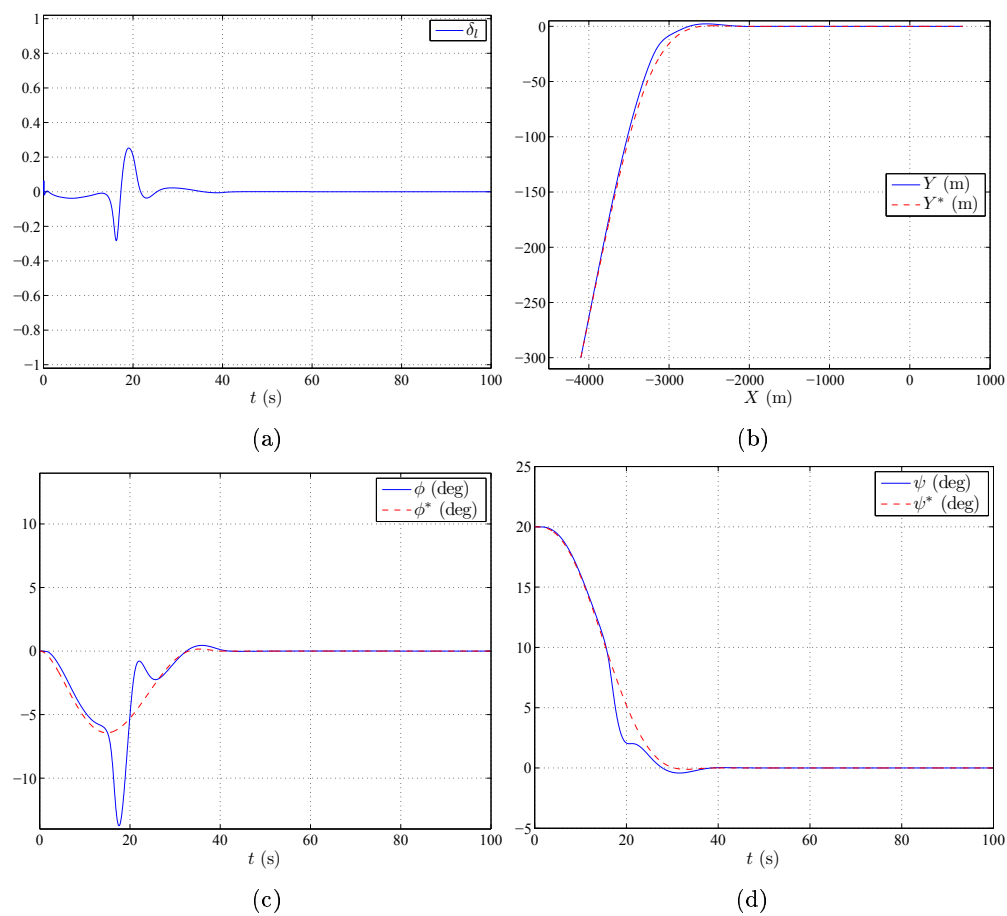 1
0.8
0.6
0.4
0.2
0
−0.2
−0.4
−0.6
−0.8
−1
0 20 40 60 80 100
t (s)
δl
(a)
0
−50
−100
−150
−200
−250
−300
−4000 −3000 −2000 −1000 0 1000
X (m)
Y (m)
Y* (m)
(b)
10
5
0
−5
−10
0 20 40 60 80 100
t (s)
ϕ (deg)
ϕ* (deg)
(c)
25
20
15
10
5
0
−5
0 20 40 60 80 100
t (s)
ψ (deg)
ψ* (deg)
(d)